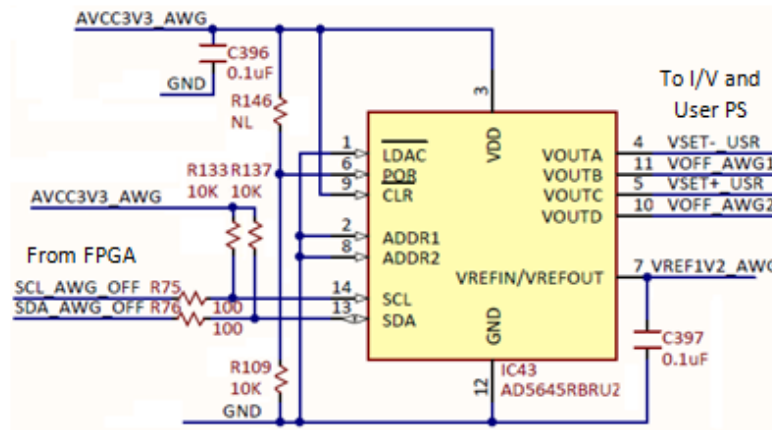 AVCC3V3_AWG
C396
0.1uF
GND
R146
NL
3
To I/V and
User PS
VDD
1 LDAC VOUTA 4 VSET-_USR
6 POR VOUTB 11 VOFF_AWG1
9 CLR VOUTC 5 VSET+_USR
VOUTD 10 VOFF_AWG2
R133 R137
10K 10K
AVCC3V3_AWG
2 ADDR1
8 ADDR2
From FPGA
VREFIN/VREFOUT 7 VREF1V2_AWG
SCL_AWG_OFF R75 100 14 SCL
SDA_AWG_OFF R76 100 13 SDA
GND
C397
0.1uF
R109
10K
12
IC43
AD5645RBRUZ
GND